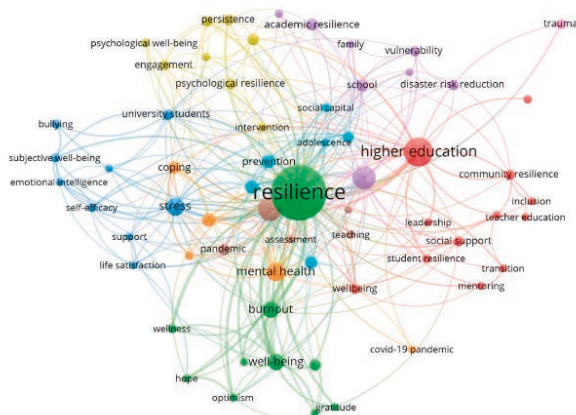 persistence
academic resilience
trauma
family
psychological well-being
vulnerability
engagement
psychological resilience
school
disaster risk reduction
social capital
university students
bullying
intervention
adolescence
higher education
subjective well-being
coping
prevention
community resilience
emotional intelligence
resilience
inclusion
self-efficacy
stress
leadership
teacher education
support
pandemic
assessment
teaching
social support
student resilience
life satisfaction
mental health
transition
wellbeing
mentoring
burnout
wellness
covid-19 pandemic
well-being
hope
optimism
gratitude